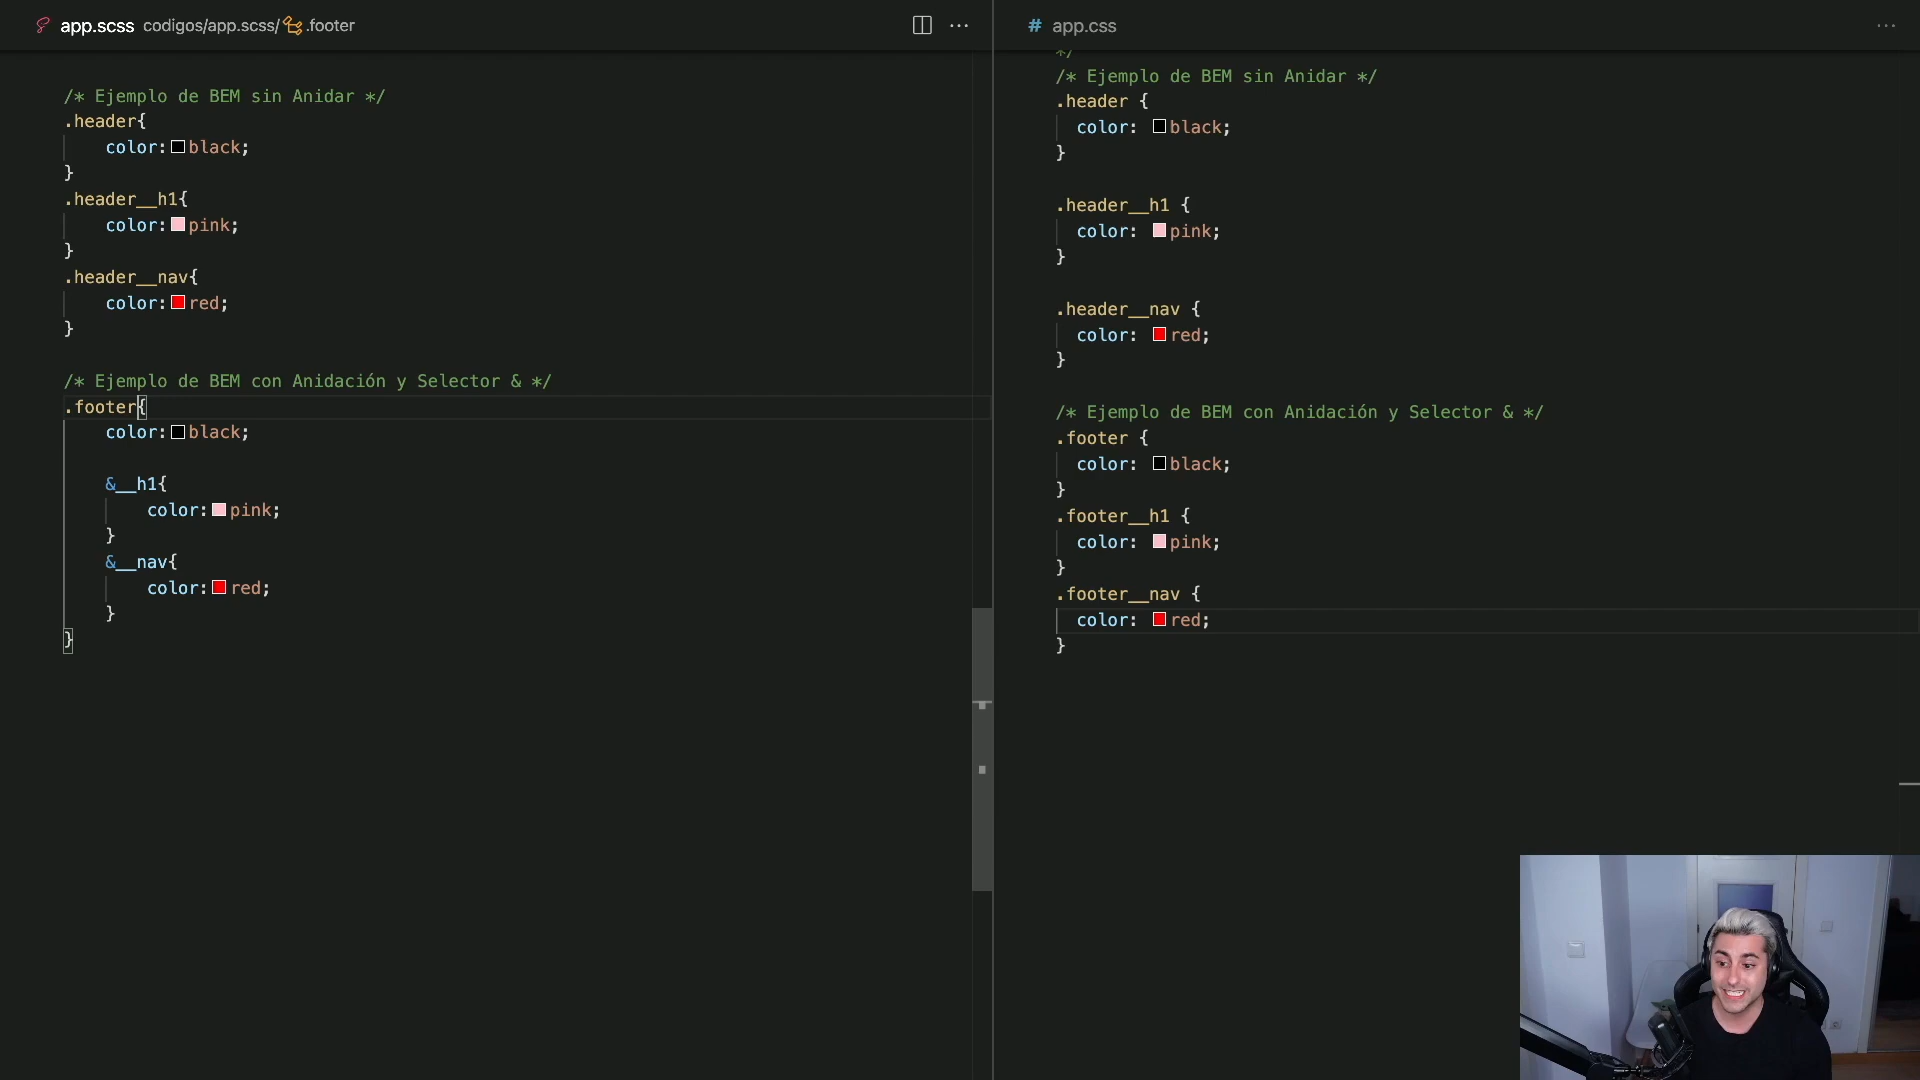 app.scss codigos/app.scss/ .footer
/* Ejemplo de BEM sin Anidar */
.header{
color: black;
}
.header__h1{
color: pink;
}
.header__nav{
color: red;
}
/* Ejemplo de BEM con Anidación y Selector & */
.footer{
color: black;
&__h1{
color: pink;
}
&__nav{
color: red;
}
}
# app.css
*/
/* Ejemplo de BEM sin Anidar */
.header {
color: black;
}
.header__h1 {
color: pink;
}
.header__nav {
color: red;
}
/* Ejemplo de BEM con Anidación y Selector & */
.footer {
color: black;
}
.footer__h1 {
color: pink;
}
.footer__nav {
color: red;
}